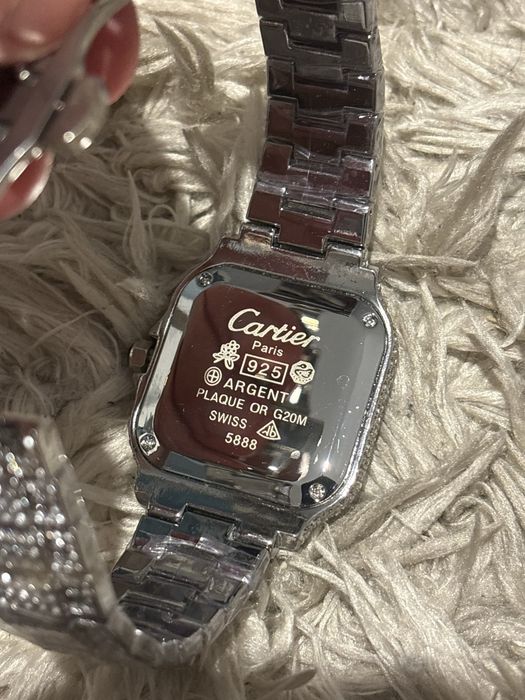 Cartier
Paris
925
ARGENT
PLAQUE OR G20M
SWISS
5888